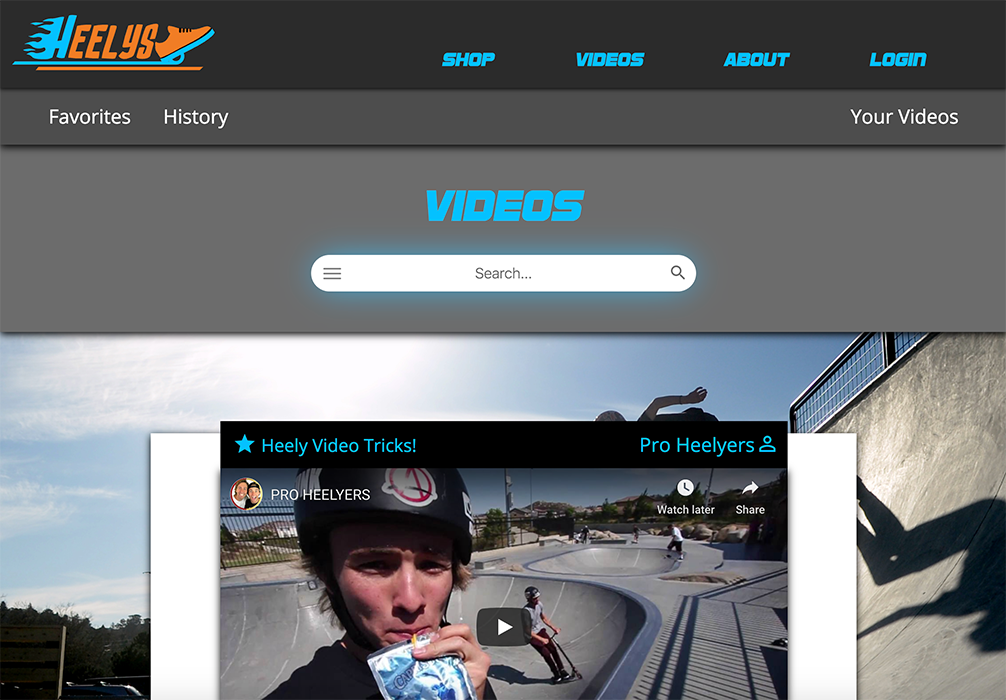 HEELYS
SHOP VIDEOS ABOUT LOGIN
Favorites History Your Videos
VIDEOS
Search...
Heely Video Tricks! Pro Heelyers
PRO HEELYERS
Watch later Share
CAPRI